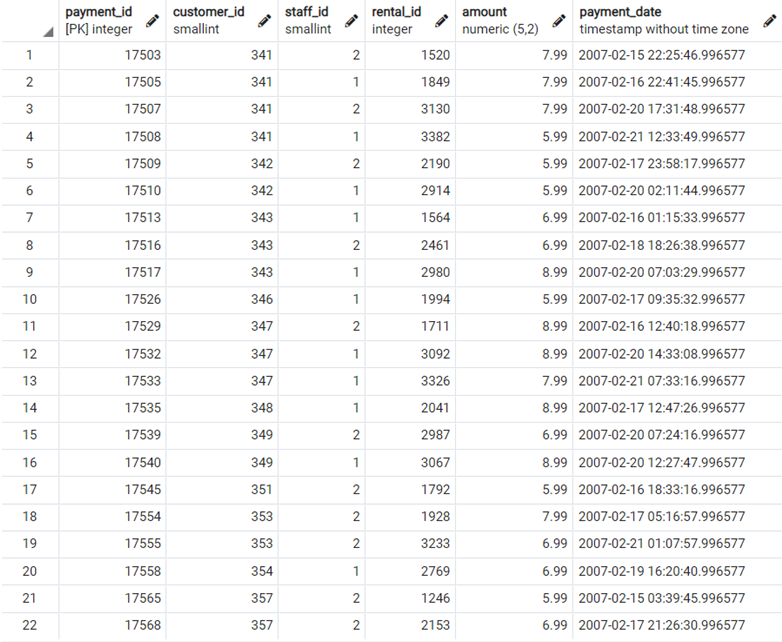 payment_id customer_id staff_id rental_id amount payment_date
[PK] integer smallint smallint integer numeric (5,2) timestamp without time zone
1 17503 341 2 1520 7.99 2007-02-15 22:25:46.996577
2 17505 341 1 1849 7.99 2007-02-16 22:41:45.996577
3 17507 341 2 3130 7.99 2007-02-20 17:31:48.996577
4 17508 341 1 3382 5.99 2007-02-21 12:33:49.996577
5 17509 342 2 2190 5.99 2007-02-17 23:58:17.996577
6 17510 342 1 2914 5.99 2007-02-20 02:11:44.996577
7 17513 343 1 1564 6.99 2007-02-16 01:15:33.996577
8 17516 343 2 2461 6.99 2007-02-18 18:26:38.996577
9 17517 343 1 2980 8.99 2007-02-20 07:03:29.996577
10 17526 346 1 1994 5.99 2007-02-17 09:35:32.996577
11 17529 347 2 1711 8.99 2007-02-16 12:40:18.996577
12 17532 347 1 3092 8.99 2007-02-20 14:33:08.996577
13 17533 347 1 3326 7.99 2007-02-21 07:33:16.996577
14 17535 348 1 2041 8.99 2007-02-17 12:47:26.996577
15 17539 349 2 2987 6.99 2007-02-20 07:24:16.996577
16 17540 349 1 3067 8.99 2007-02-20 12:27:47.996577
17 17545 351 2 1792 5.99 2007-02-16 18:33:16.996577
18 17554 353 2 1928 7.99 2007-02-17 05:16:57.996577
19 17555 353 2 3233 6.99 2007-02-21 01:07:57.996577
20 17558 354 1 2769 6.99 2007-02-19 16:20:40.996577
21 17565 357 2 1246 5.99 2007-02-15 03:39:45.996577
22 17568 357 2 2153 6.99 2007-02-17 21:26:30.996577